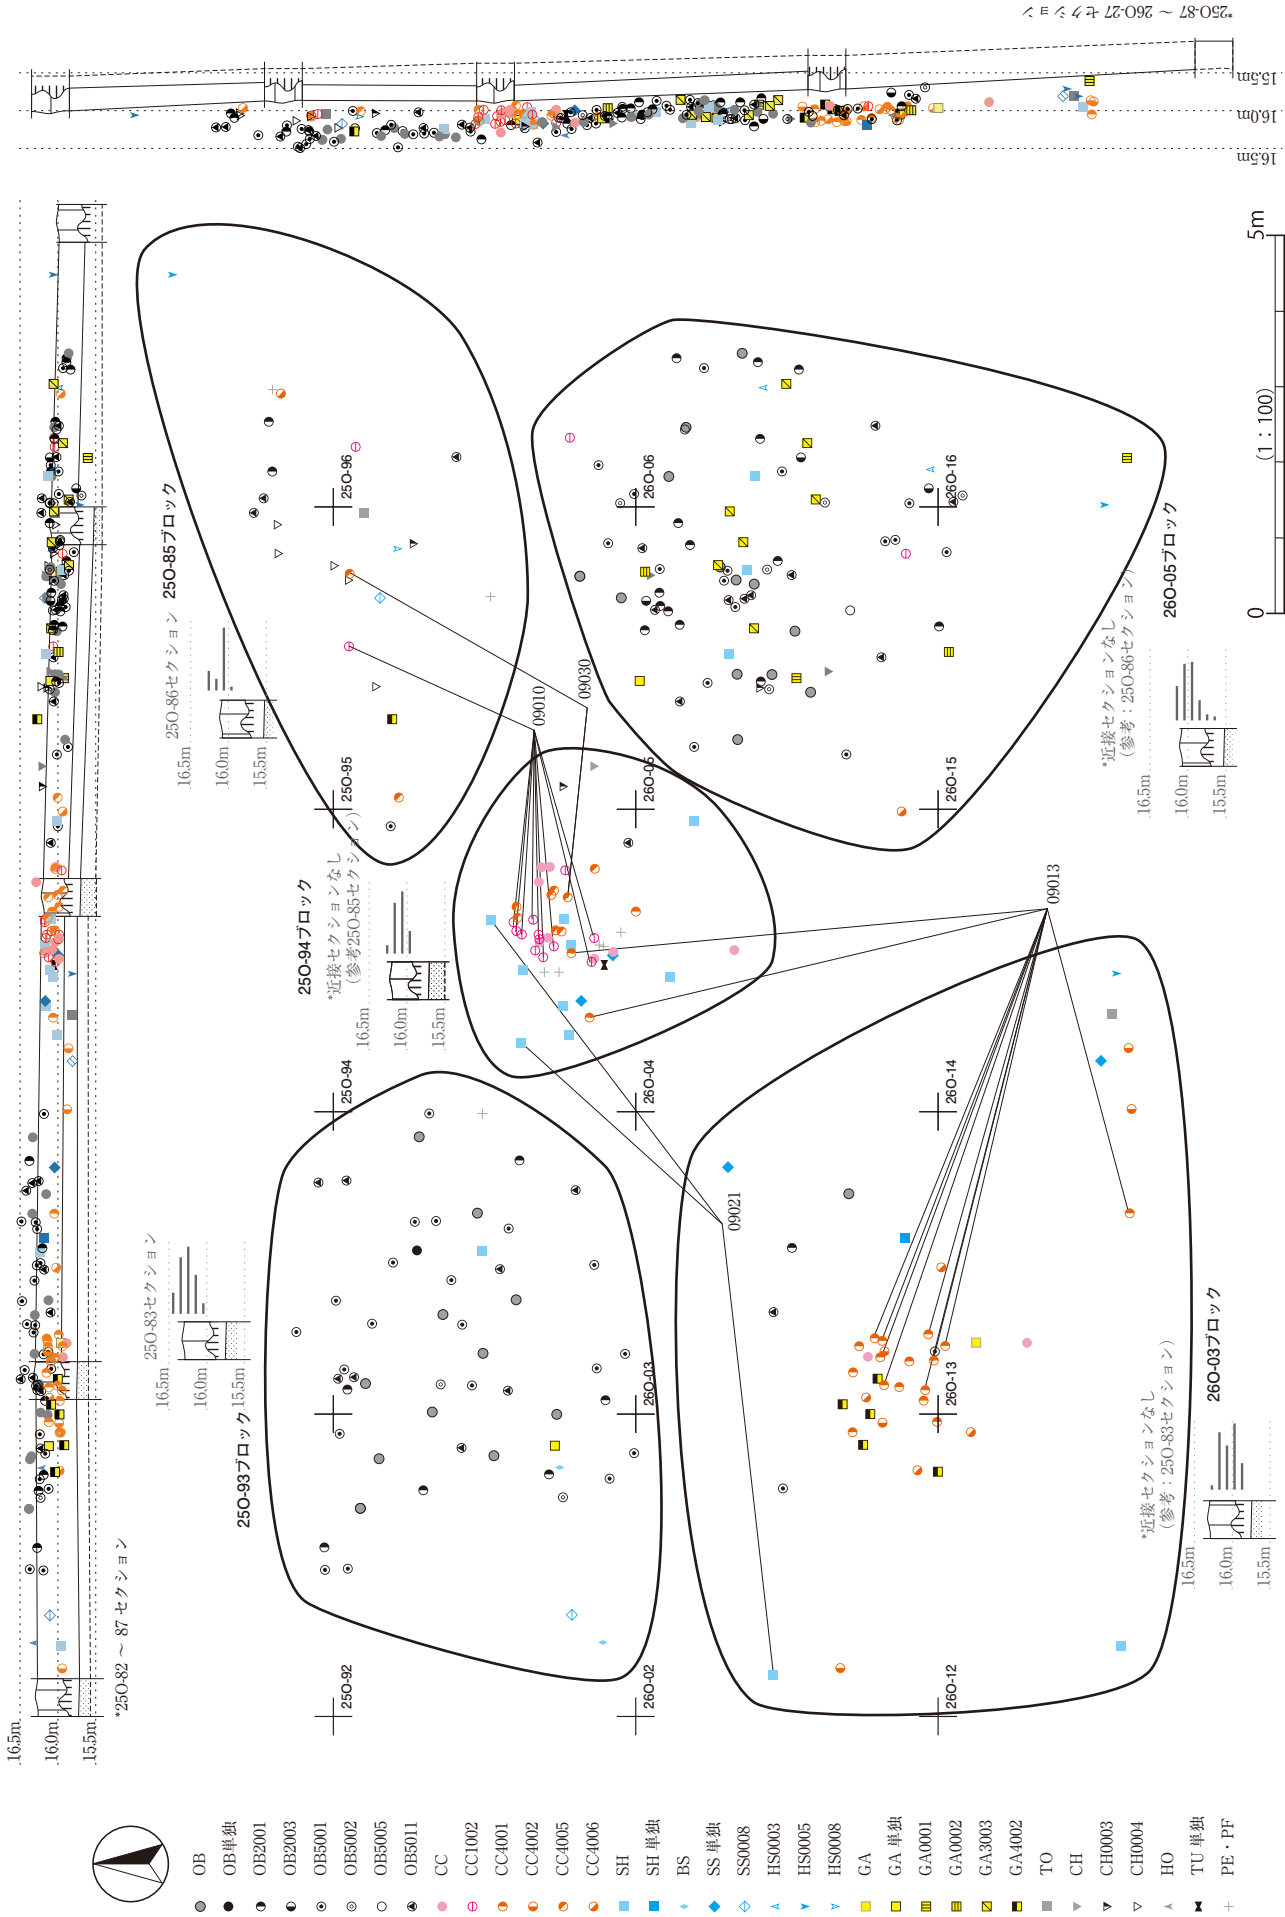 *25O-87 ～ 26O-27 セクション
15.5m
16.0m
16.5m
16.5m
16.0m
15.5m
*25O-82 ～ 87 セクション
25O-85ブロック
25O-86セクション
16.5m
16.0m
15.5m
25O-96
25O-95
25O-94ブロック
*近接セクションなし
(参考25O-85セクション)
16.5m
16.0m
15.5m
25O-94
25O-93ブロック
25O-83セクション
16.5m
16.0m
15.5m
25O-92
26O-02
26O-03
26O-04
26O-05
26O-06
09010
09030
26O-05ブロック
*近接セクションなし
(参考：25O-86セクション)
16.5m
16.0m
15.5m
26O-16
26O-15
26O-14
26O-13
26O-12
09013
09021
26O-03ブロック
*近接セクションなし
(参考：25O-83セクション)
16.5m
16.0m
15.5m
0
(1：100)
5m
OB
OB単独
OB2001
OB2003
OB5001
OB5002
OB5005
OB5011
CC
CC1002
CC4001
CC4002
CC4005
CC4006
SH
SH 単独
BS
SS 単独
SS0008
HS0003
HS0005
HS0008
GA
GA 単独
GA0001
GA0002
GA3003
GA4002
TO
CH
CH0003
CH0004
HO
TU 単独
PE・PF